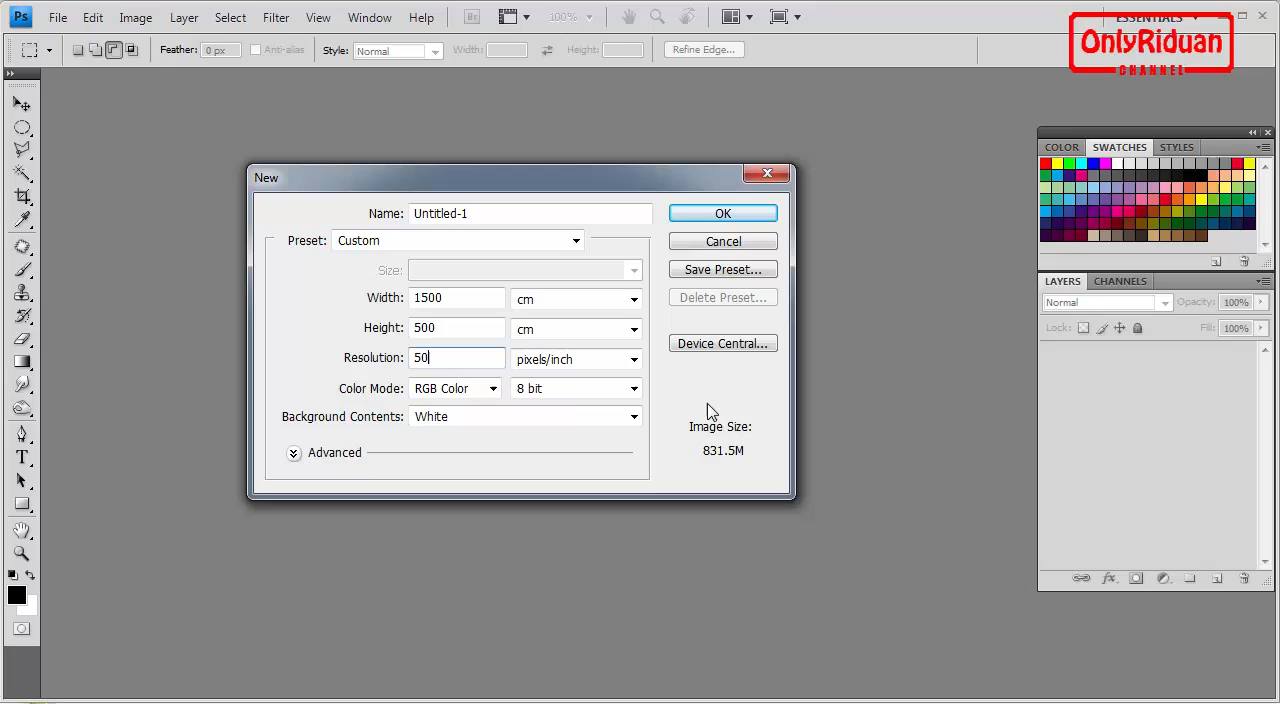 Ps File Edit Image Layer Select Filter View Window Help Br 100%
ESSENTIALS
OnlyRiduan
CHANNEL
Feather: 0 px Anti-alias Style: Normal Width: Height: Refine Edge...
COLOR SWATCHES STYLES
New
Name: Untitled-1 OK
Preset: Custom Cancel
Size: Save Preset...
Width: 1500 cm Delete Preset...
Height: 500 cm
Resolution: 50 pixels/inch Device Central...
Color Mode: RGB Color 8 bit
Background Contents: White
Image Size:
831.5M
Advanced
LAYERS CHANNELS
Normal Opacity: 100%
Lock: Fill: 100%
T
fx